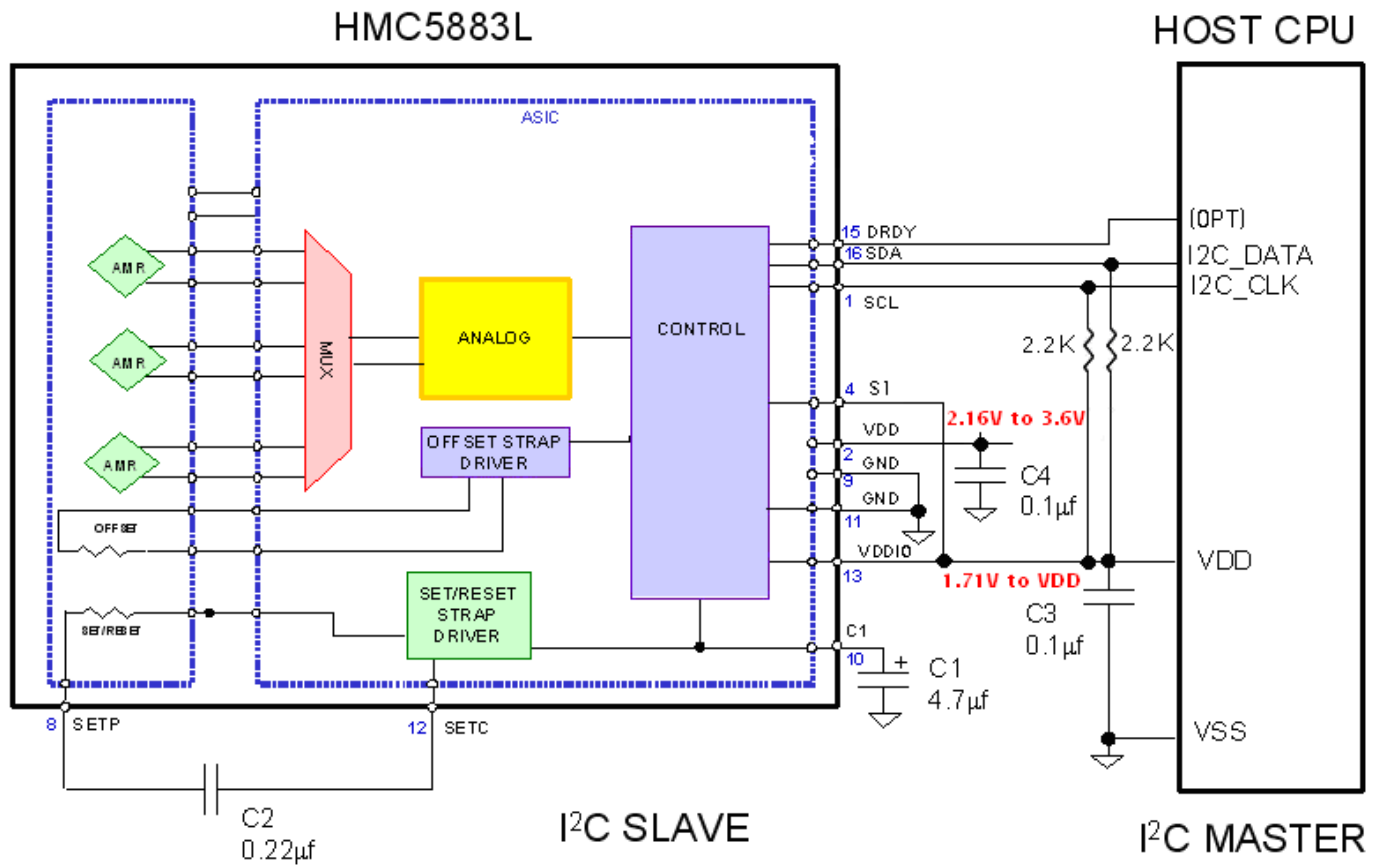 HMC5883L
HOST CPU
ASIC
AMR
AMR
AMR
MUX
ANALOG
CONTROL
OFFSET STRAP
DRIVER
OFFSET
SET/RESET
STRAP
DRIVER
SET/RESET
15 DRDY
16 SDA
1 SCL
4 S1
VDD
2
GND
9
GND
11
VDDIO
13
C1
10
(OPT)
I2C_DATA
I2C_CLK
2.2K
2.2K
2.16V to 3.6V
C4
0.1µf
1.71V to VDD
VDD
C3
0.1µf
+
C1
4.7µf
VSS
8 SETP
12 SETC
C2
0.22µf
I²C SLAVE
I²C MASTER